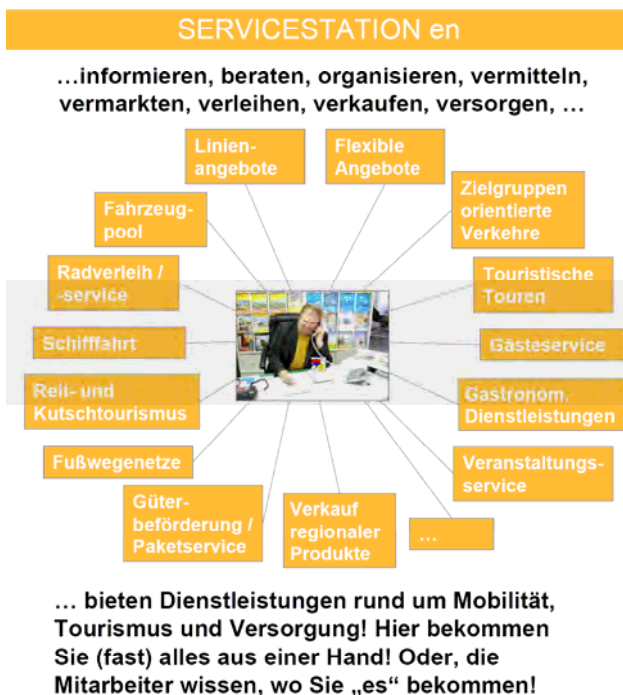 SERVICESTATION en
…informieren, beraten, organisieren, vermitteln,
vermarkten, verleihen, verkaufen, versorgen, …
Linien-
angebote
Flexible
Angebote
Fahrzeug-
pool
Zielgruppen
orientierte
Verkehre
Radverleih /
-service
Touristische
Touren
Schifffahrt
Gästeservice
Reit- und
Kutschtourismus
Gastronom.
Dienstleistungen
Fußwegenetze
Veranstaltungs-
service
Güter-
beförderung /
Paketservice
Verkauf
regionaler
Produkte
…
… bieten Dienstleistungen rund um Mobilität,
Tourismus und Versorgung! Hier bekommen
Sie (fast) alles aus einer Hand! Oder, die
Mitarbeiter wissen, wo Sie „es“ bekommen!